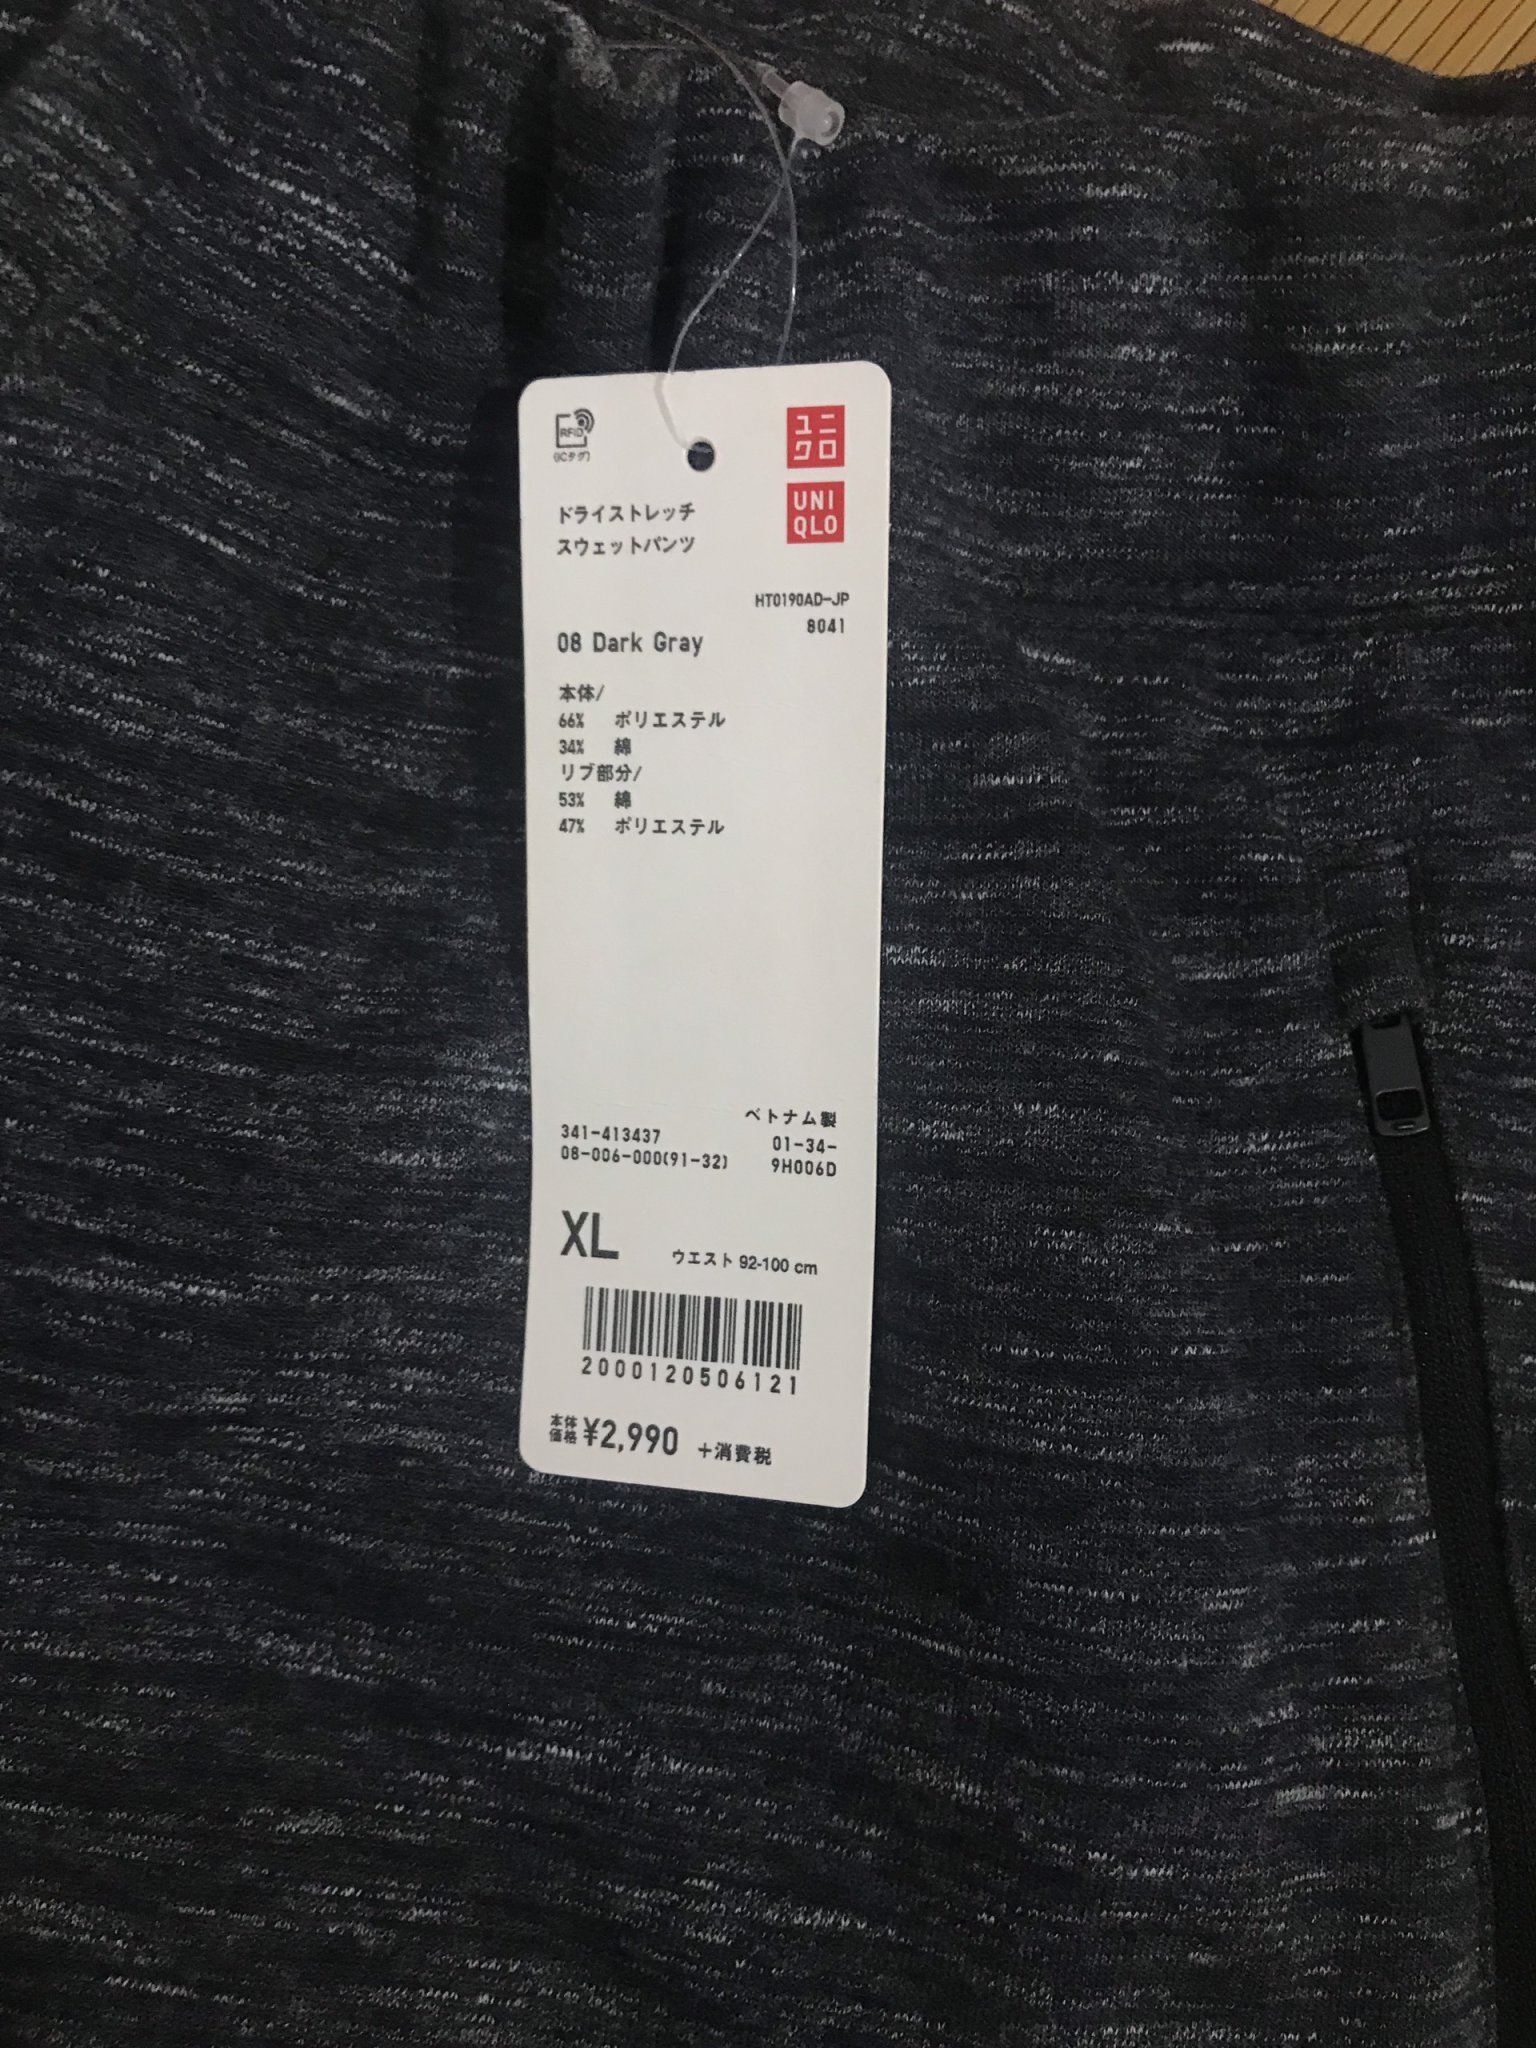 RFID
(ICタグ)
ユニ
クロ
UNI
QLO
ドライストレッチ
スウェットパンツ
HT0190AD-JP
8041
08 Dark Gray
本体/
66% ポリエステル
34% 綿
リブ部分/
53% 綿
47% ポリエステル
ベトナム製
341-413437 01-34-
08-006-000(91-32) 9H006D
XL ウエスト 92-100 cm
2000120506121
本体
価格 ¥2,990 +消費税